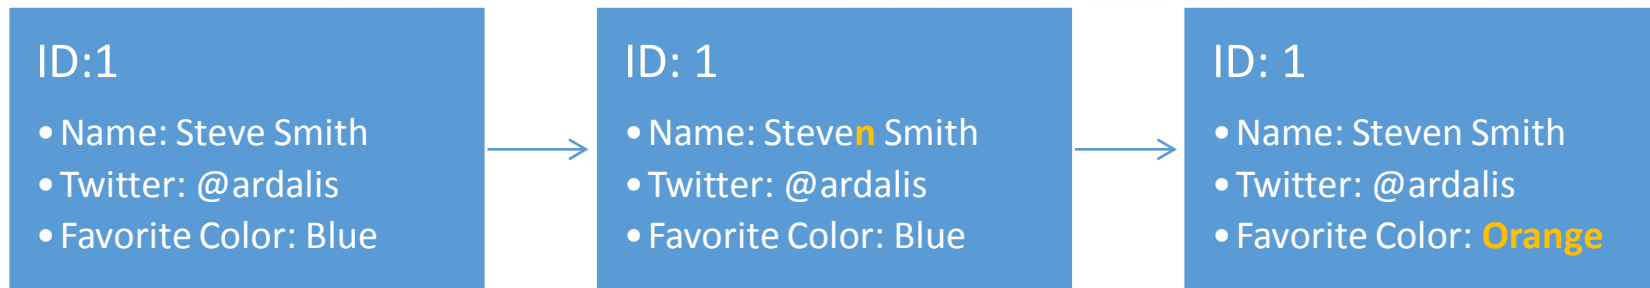 ID:1
• Name: Steve Smith
• Twitter: @ardalis
• Favorite Color: Blue
ID: 1
• Name: Steven Smith
• Twitter: @ardalis
• Favorite Color: Blue
ID: 1
• Name: Steven Smith
• Twitter: @ardalis
• Favorite Color: Orange